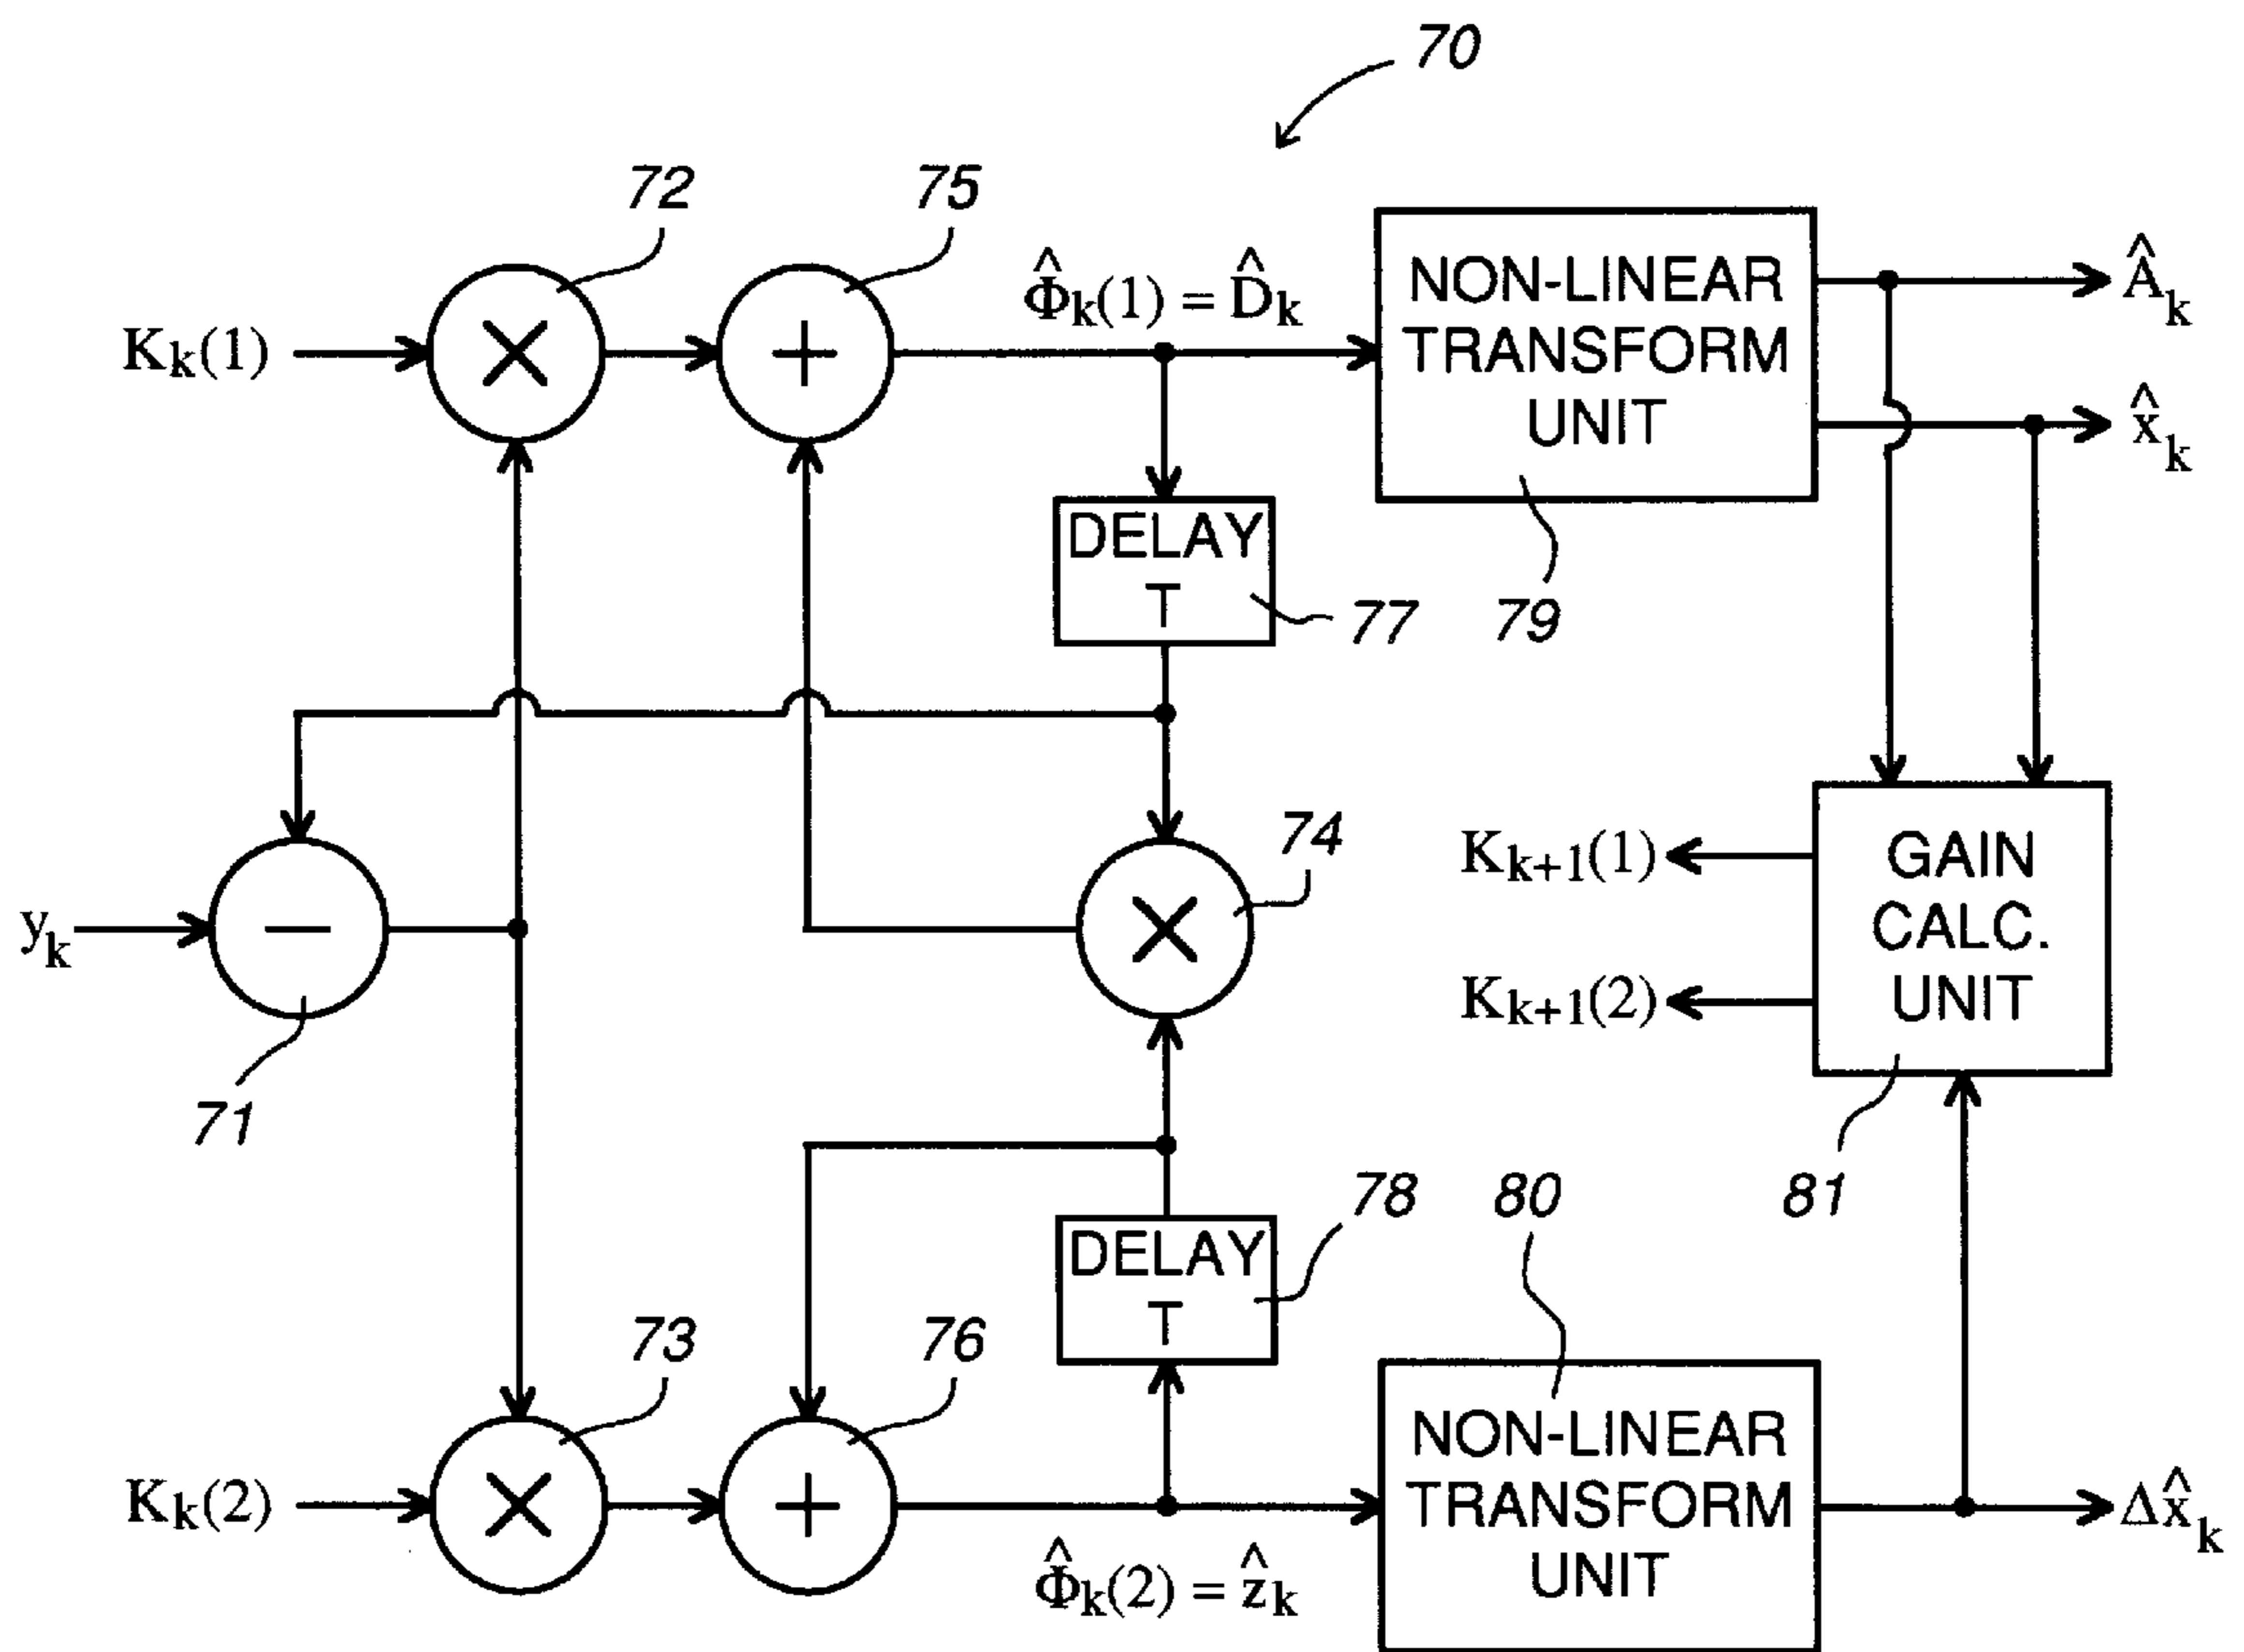 70
72
75
Φ̂ₖ(1) = D̂ₖ
NON-LINEAR
TRANSFORM
UNIT
Âₖ
Kₖ(1)
x̂ₖ
DELAY
T
77
79
74
Kₖ₊₁(1)
GAIN
CALC.
UNIT
yₖ
Kₖ₊₁(2)
71
78
80
81
DELAY
T
73
76
NON-LINEAR
TRANSFORM
UNIT
Kₖ(2)
Δx̂ₖ
Φ̂ₖ(2) = ẑₖ